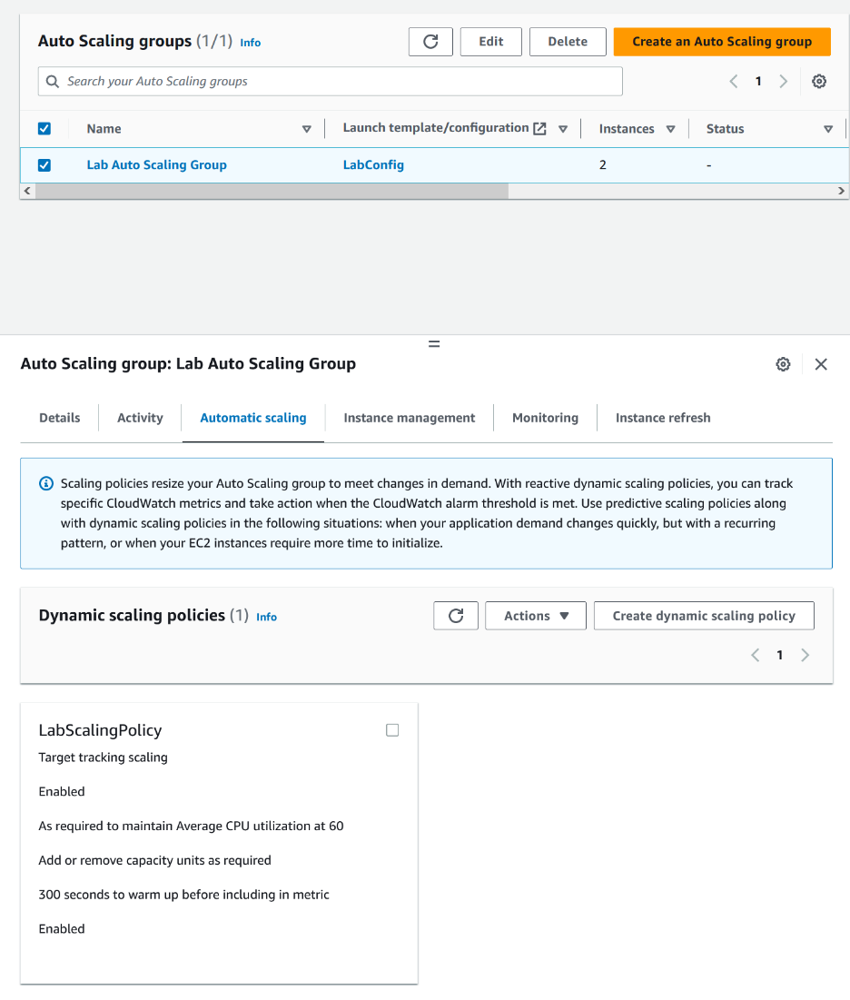 Auto Scaling groups (1/1) Info
Edit
Delete
Create an Auto Scaling group
Search your Auto Scaling groups
1
Name
Launch template/configuration
Instances
Status
Lab Auto Scaling Group
LabConfig
2
-
Auto Scaling group: Lab Auto Scaling Group
Details
Activity
Automatic scaling
Instance management
Monitoring
Instance refresh
Scaling policies resize your Auto Scaling group to meet changes in demand. With reactive dynamic scaling policies, you can track
specific CloudWatch metrics and take action when the CloudWatch alarm threshold is met. Use predictive scaling policies along
with dynamic scaling policies in the following situations: when your application demand changes quickly, but with a recurring
pattern, or when your EC2 instances require more time to initialize.
Dynamic scaling policies (1) Info
Actions
Create dynamic scaling policy
1
LabScalingPolicy
Target tracking scaling
Enabled
As required to maintain Average CPU utilization at 60
Add or remove capacity units as required
300 seconds to warm up before including in metric
Enabled